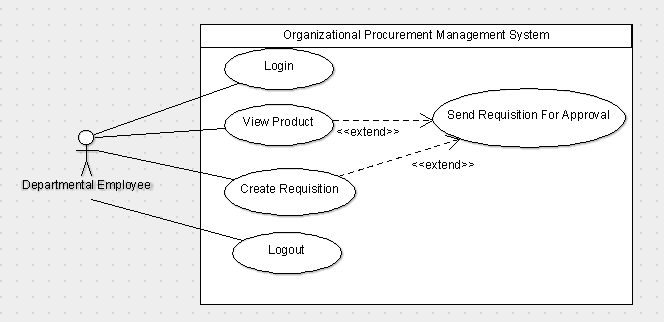 Organizational Procurement Management System
Login
View Product
<<extend>>
Send Requisition For Approval
<<extend>>
Departmental Employee
Create Requisition
Logout